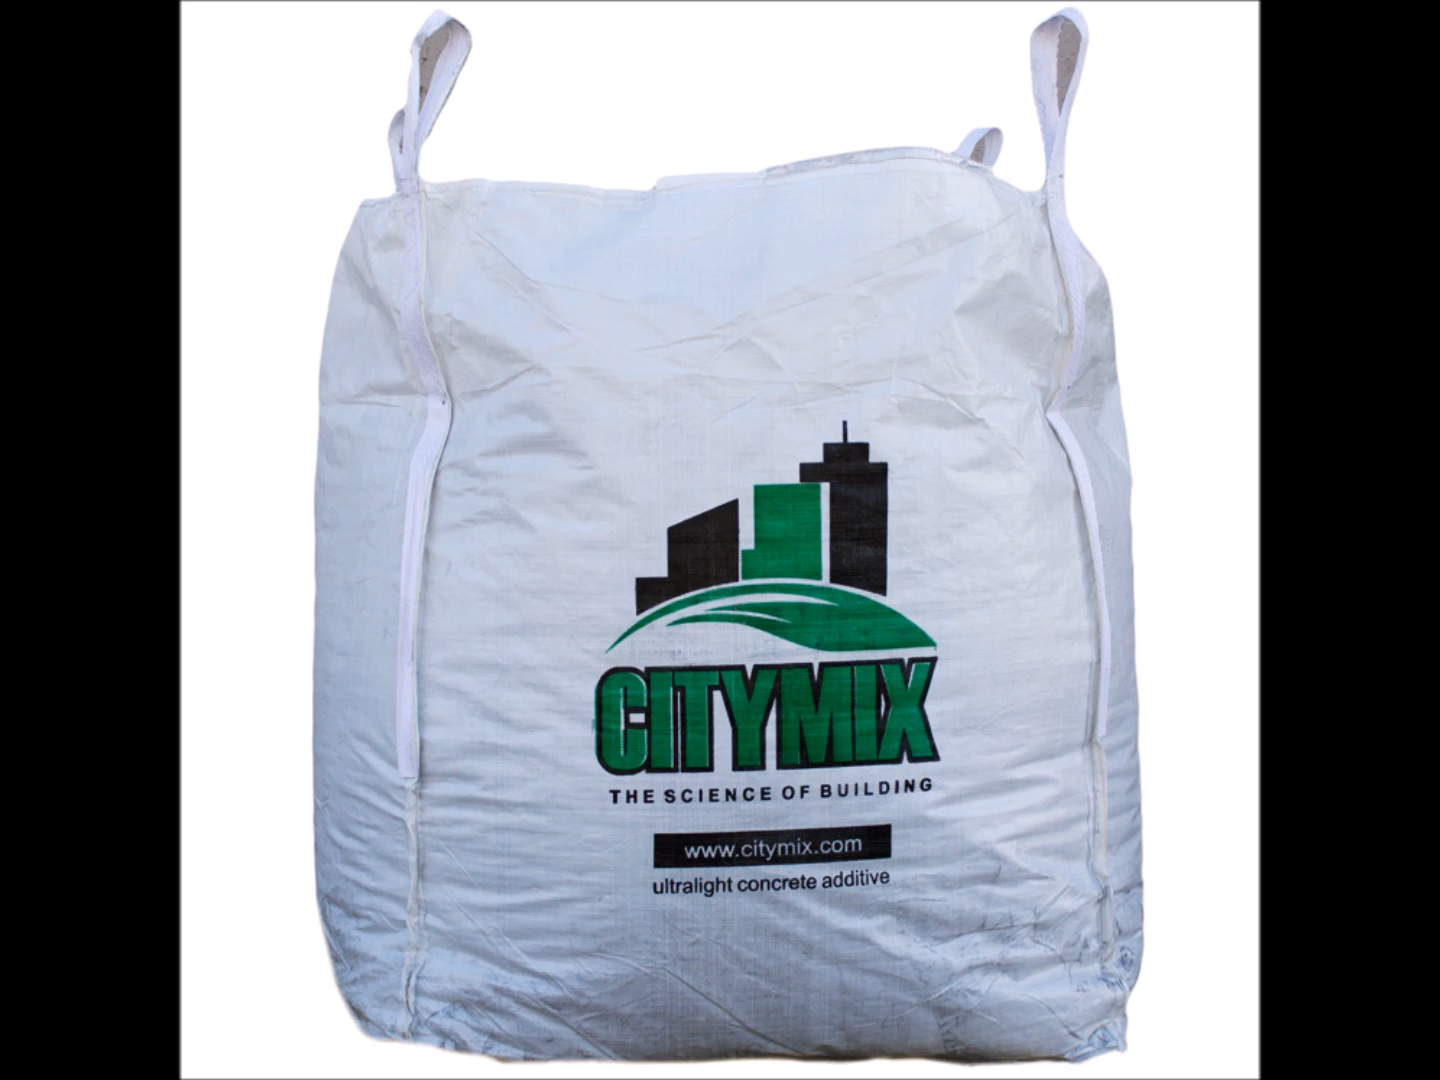 CITYMIX
THE SCIENCE OF BUILDING
www.citymix.com
ultralight concrete additive